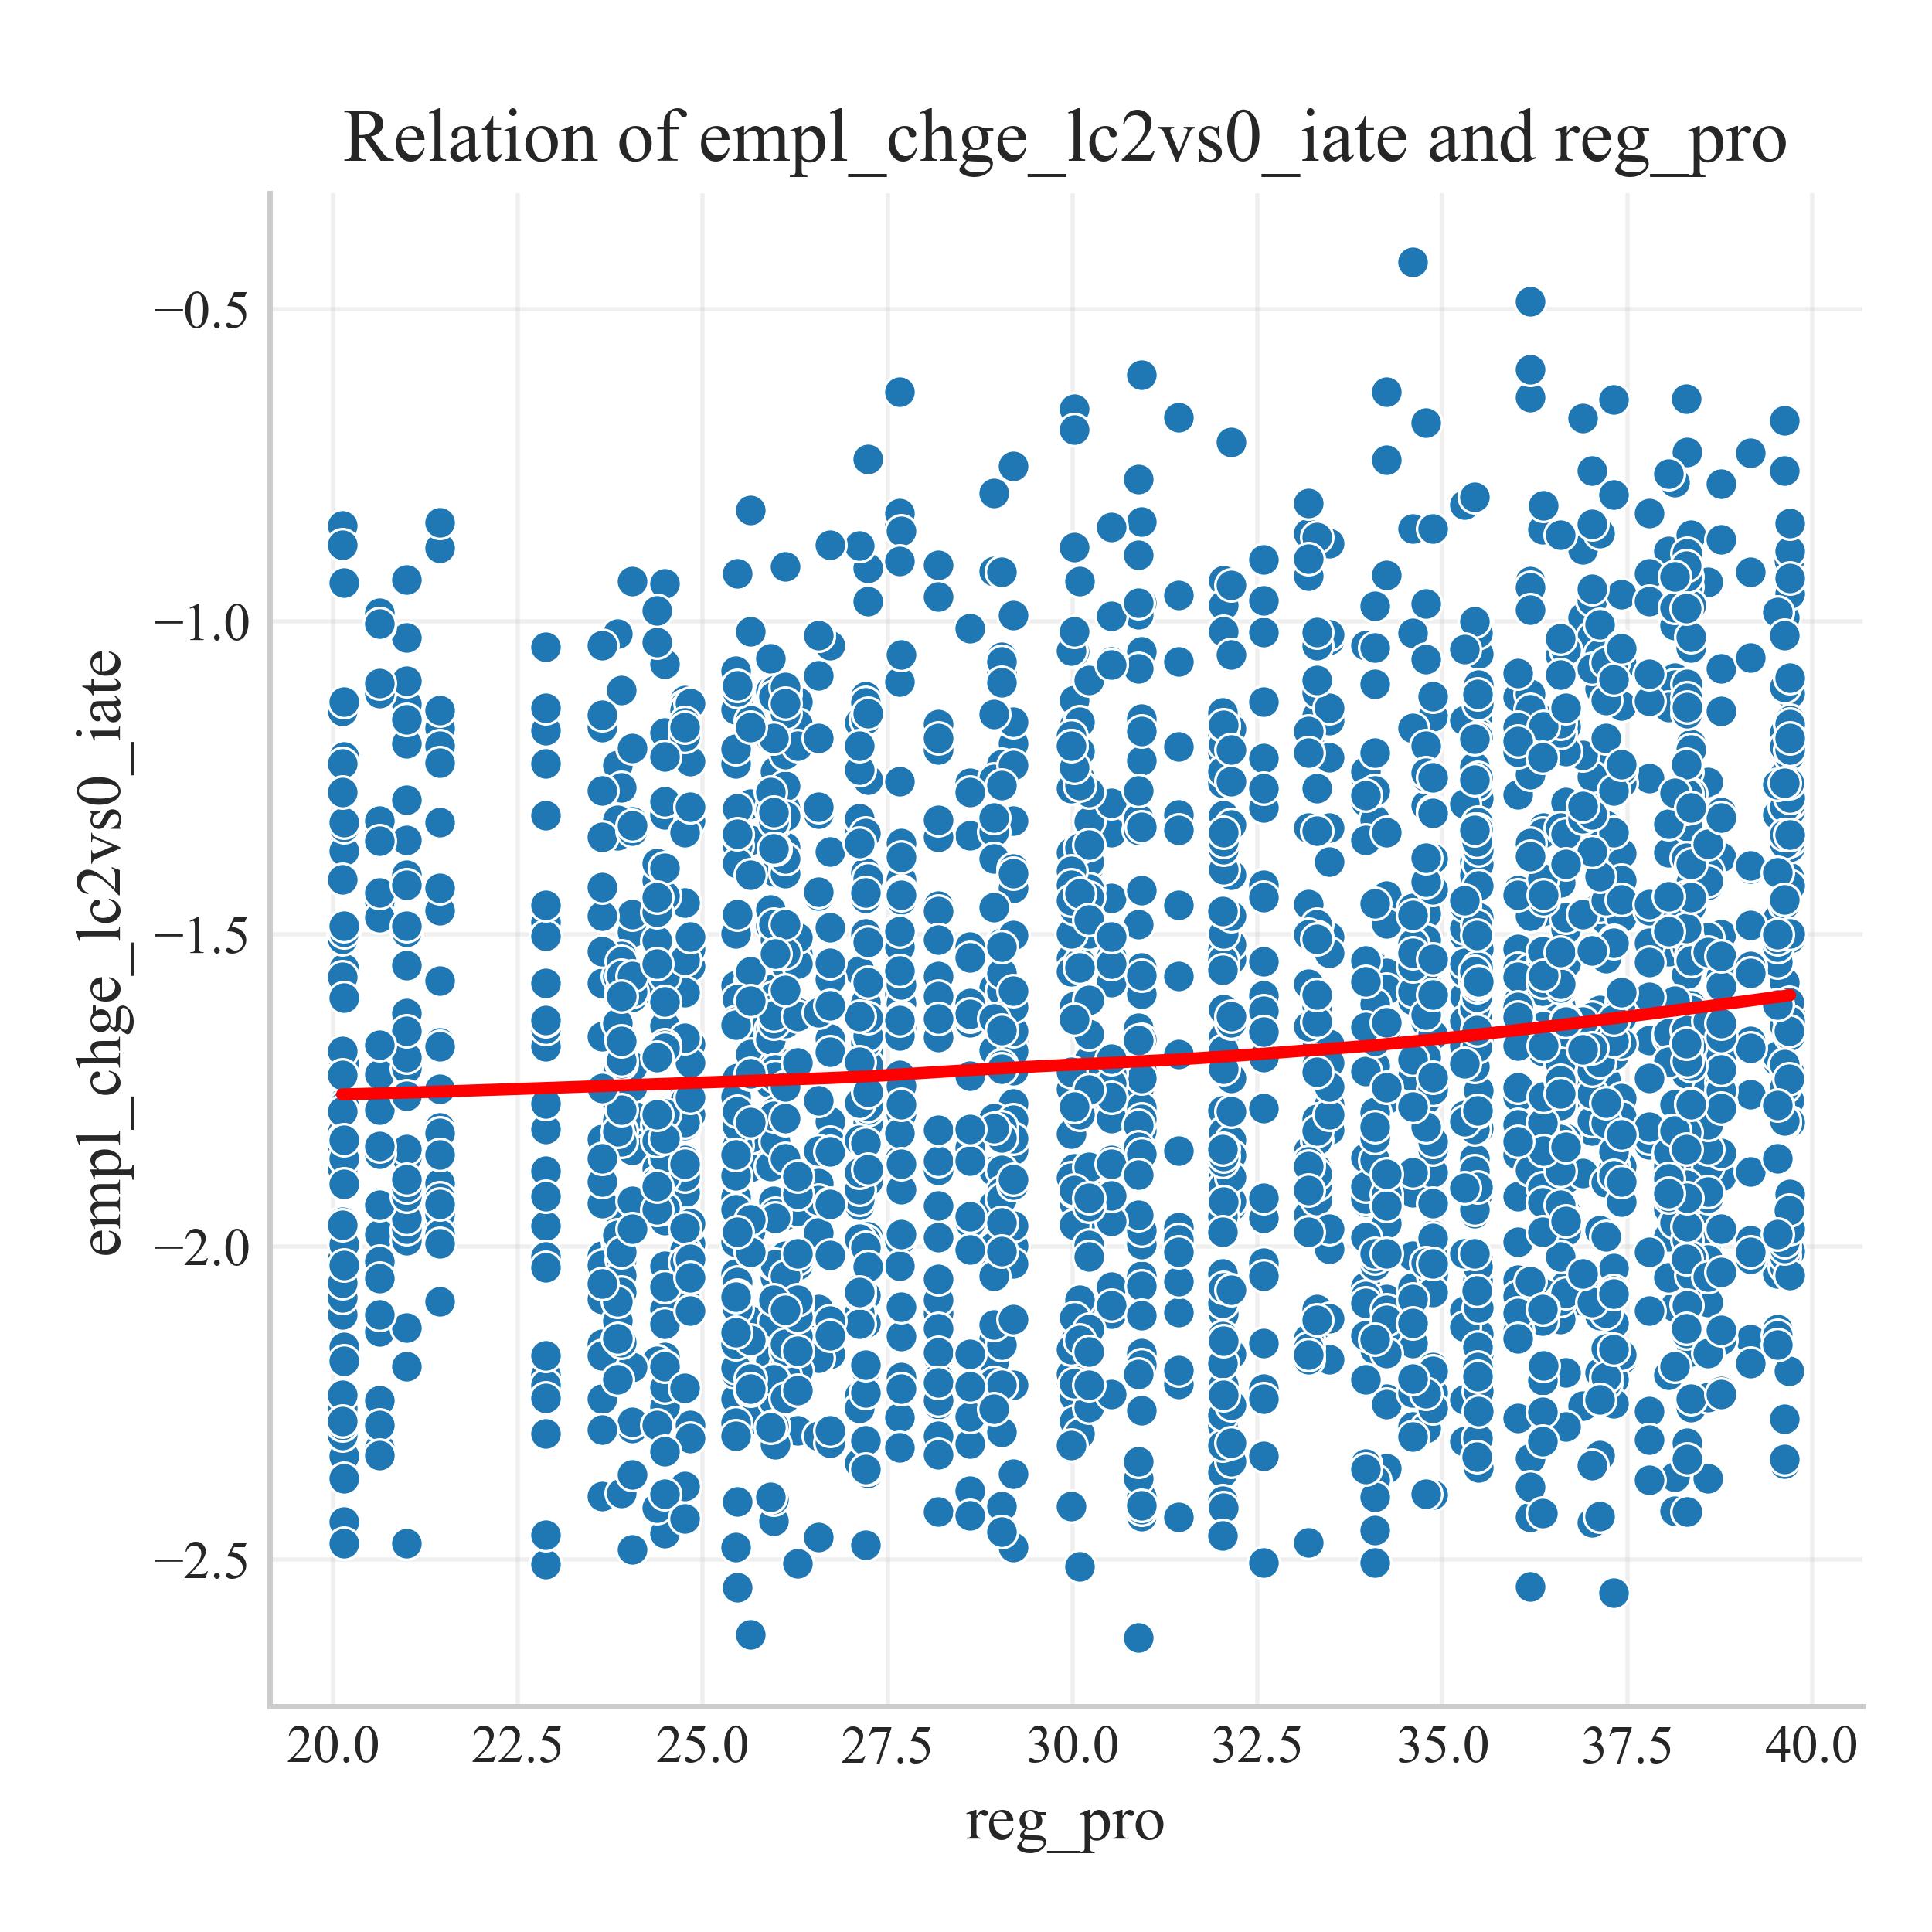 Relation of empl_chge_lc2vs0_iate and reg_pro
empl_chge_lc2vs0_iate
−0.5
−1.0
−1.5
−2.0
−2.5
20.0 22.5 25.0 27.5 30.0 32.5 35.0 37.5 40.0
reg_pro